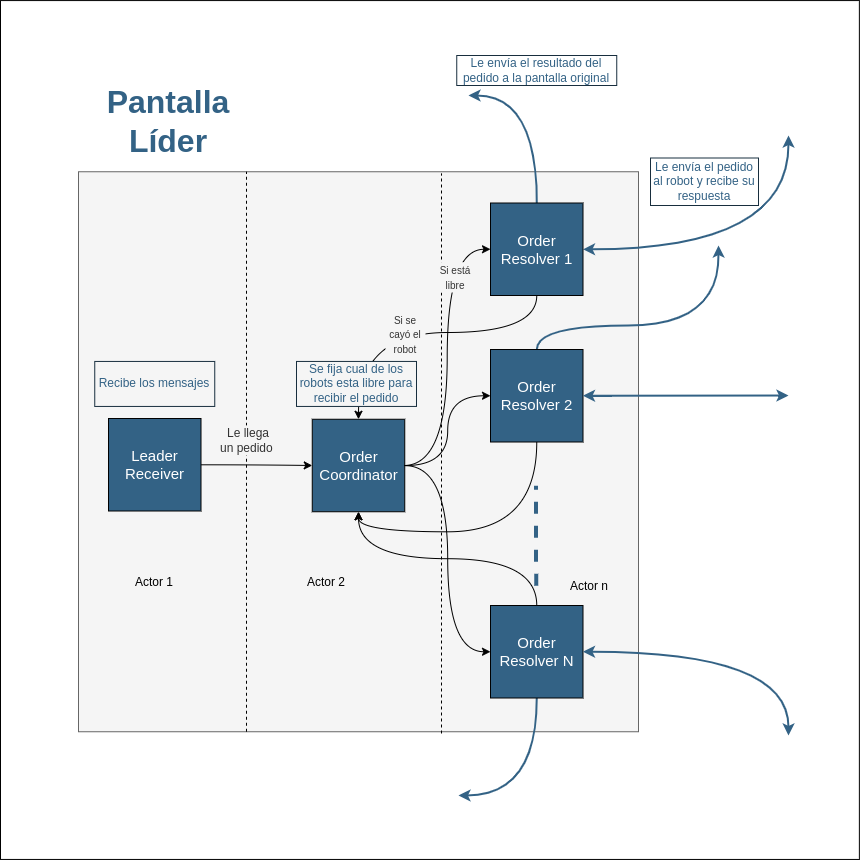 Le envía el resultado del
pedido a la pantalla original
Pantalla
Líder
Le envía el pedido
al robot y recibe su
respuesta
Order
Resolver 1
Si está
libre
Si se
cayó el
robot
Recibe los mensajes
Se fija cual de los
robots esta libre para
recibir el pedido
Order
Resolver 2
Leader
Receiver
Le llega
un pedido
Order
Coordinator
Actor 1
Actor 2
Actor n
Order
Resolver N